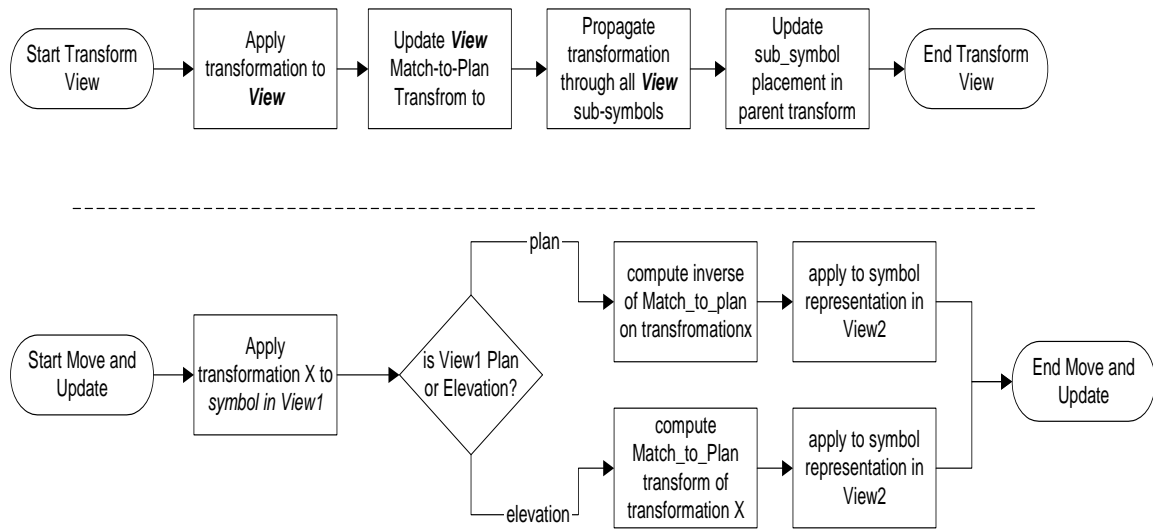 Start Transform
View
Apply
transformation to
View
Update View
Match-to-Plan
Transfrom to
Propagate
transformation
through all View
sub-symbols
Update
sub_symbol
placement in
parent transform
End Transform
View
Start Move and
Update
Apply
transformation X to
symbol in View1
is View1 Plan
or Elevation?
plan
compute inverse
of Match_to_plan
on transfromationx
apply to symbol
representation in
View2
elevation
compute
Match_to_Plan
transform of
transformation X
apply to symbol
representation in
View2
End Move and
Update